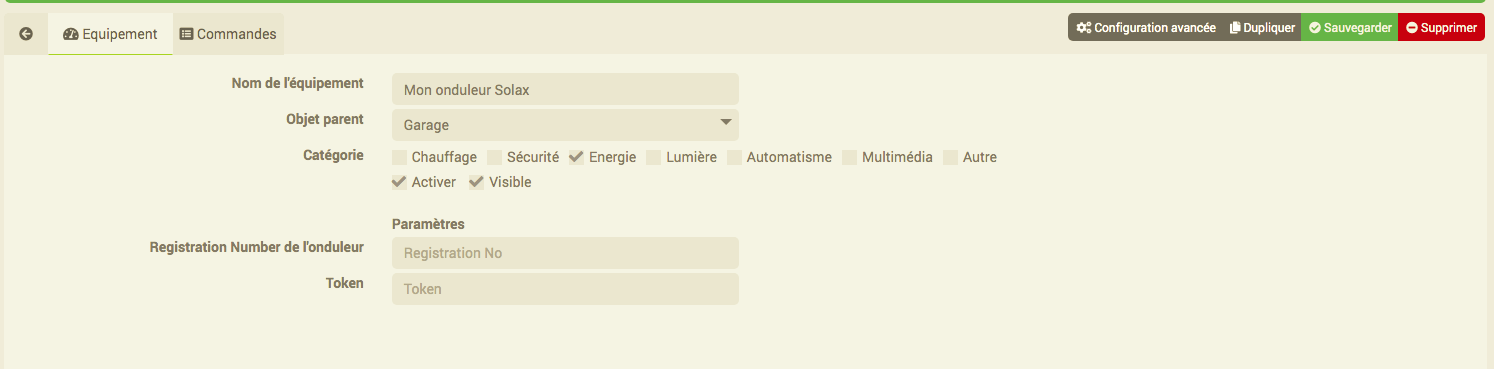 Equipement Commandes Configuration avancée Dupliquer Sauvegarder Supprimer
Nom de l'équipement Mon onduleur Solax
Objet parent Garage
Catégorie Chauffage Sécurité Energie Lumière Automatisme Multimédia Autre
Activer Visible
Paramètres
Registration Number de l'onduleur Registration No
Token Token